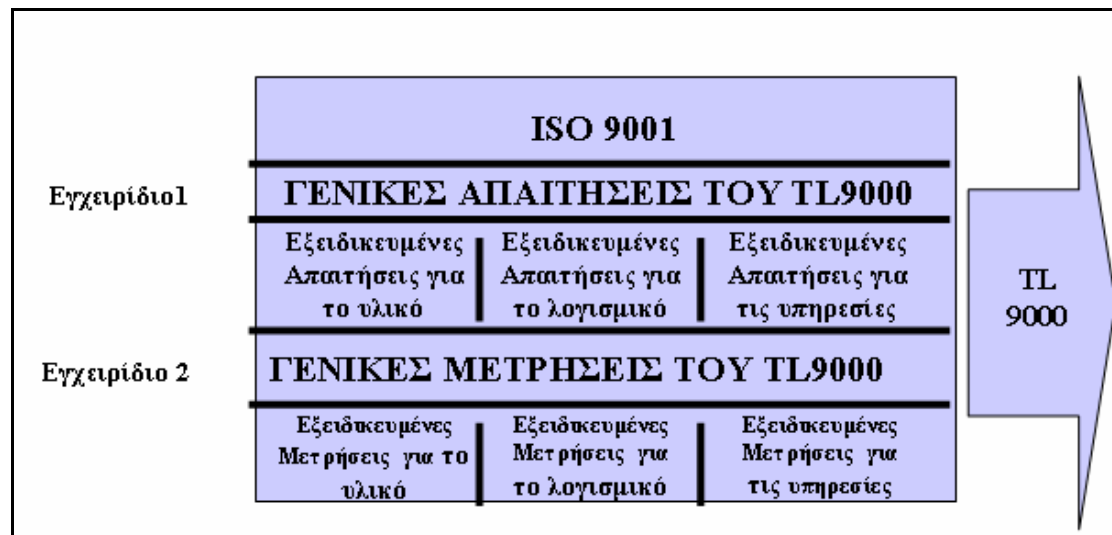 ISO 9001
Εγχειρίδιο1
ΓΕΝΙΚΕΣ ΑΠΑΙΤΗΣΕΙΣ ΤΟΥ TL9000
Εξειδικευμένες
Απαιτήσεις για
το υλικό
Εξειδικευμένες
Απαιτήσεις για
το λογισμικό
Εξειδικευμένες
Απαιτήσεις για
τις υπηρεσίες
Εγχειρίδιο 2
ΓΕΝΙΚΕΣ ΜΕΤΡΗΣΕΙΣ ΤΟΥ TL9000
Εξειδικευμένες
Μετρήσεις για το
υλικό
Εξειδικευμένες
Μετρήσεις για
το λογισμικό
Εξειδικευμένες
Μετρήσεις για
τις υπηρεσίες
TL
9000